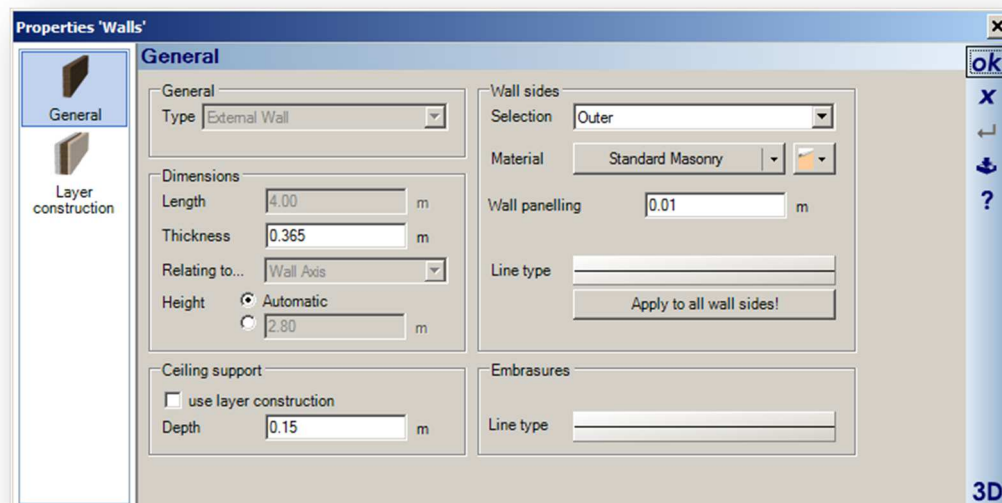 Properties 'Walls'
General
Layer
construction
General
General
Type External Wall
Dimensions
Length 4.00 m
Thickness 0.365 m
Relating to... Wall Axis
Height Automatic
2.80 m
Ceiling support
use layer construction
Depth 0.15 m
Wall sides
Selection Outer
Material Standard Masonry
Wall panelling 0.01 m
Line type
Apply to all wall sides!
Embrasures
Line type
ok
x
?
3D